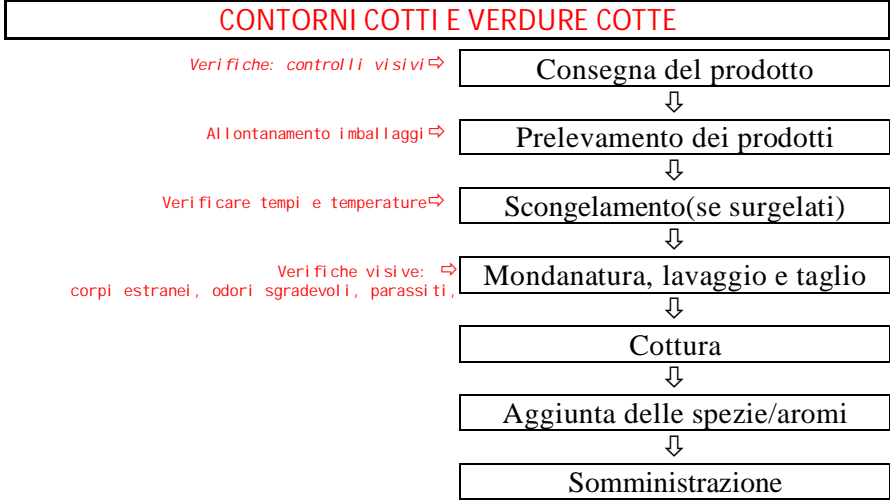 CONTORNI COTTI E VERDURE COTTE
Verifiche: controlli visivi⇨ Consegna del prodotto
⇩
Allontanamento imballaggi⇨ Prelevamento dei prodotti
⇩
Verificare tempi e temperature⇨ Scongelamento(se surgelati)
⇩
Verifiche visive: ⇨ Mondanatura, lavaggio e taglio
corpi estranei, odori sgradevoli, parassiti,
⇩
Cottura
⇩
Aggiunta delle spezie/aromi
⇩
Somministrazione